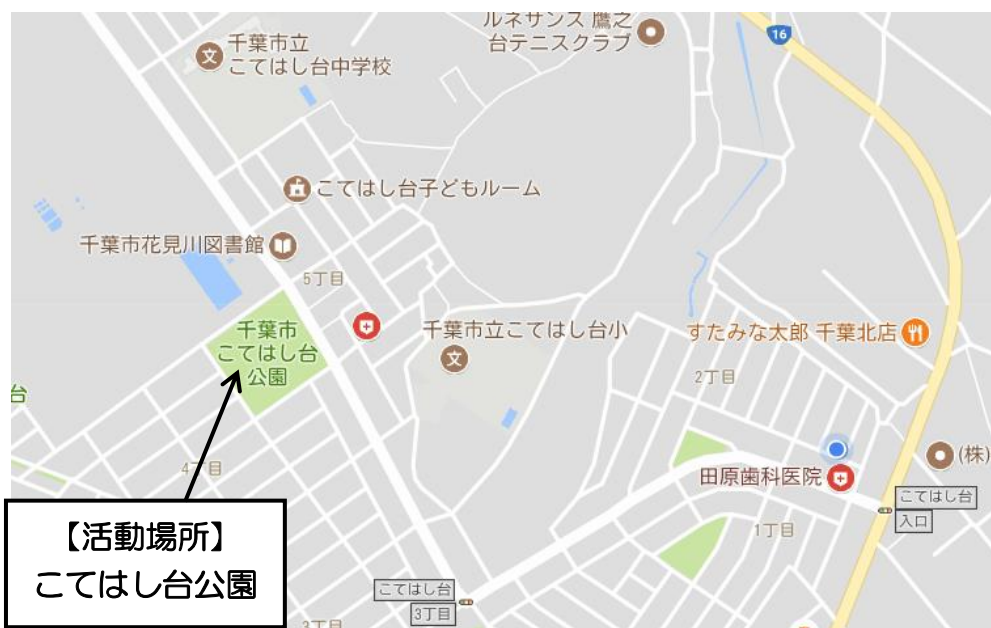 ルネサンス 鷹之
台テニスクラブ
16
千葉市立
こてはし台中学校
こてはし台子どもルーム
千葉市花見川図書館
5丁目
千葉市
こてはし台
公園
千葉市立こてはし台小
すたみな太郎 千葉北店
2丁目
台
4丁目
田原歯科医院
(株)
こてはし台
入口
1丁目
【活動場所】
こてはし台公園
こてはし台
3丁目
3丁目